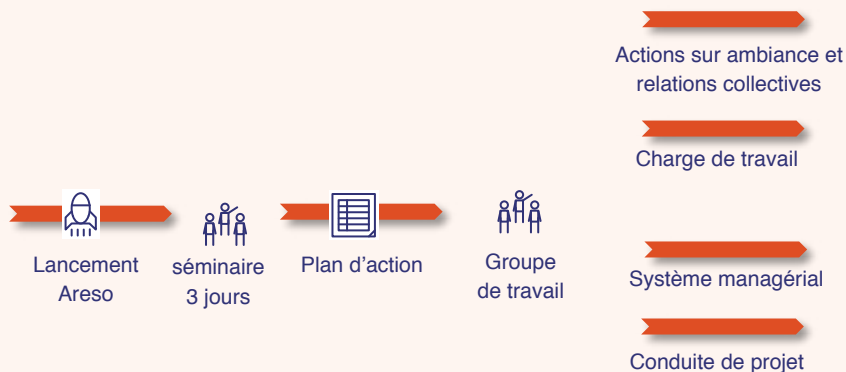 Actions sur ambiance et
relations collectives
Charge de travail
Lancement
Areso
séminaire
3 jours
Plan d’action
Groupe
de travail
Système managérial
Conduite de projet